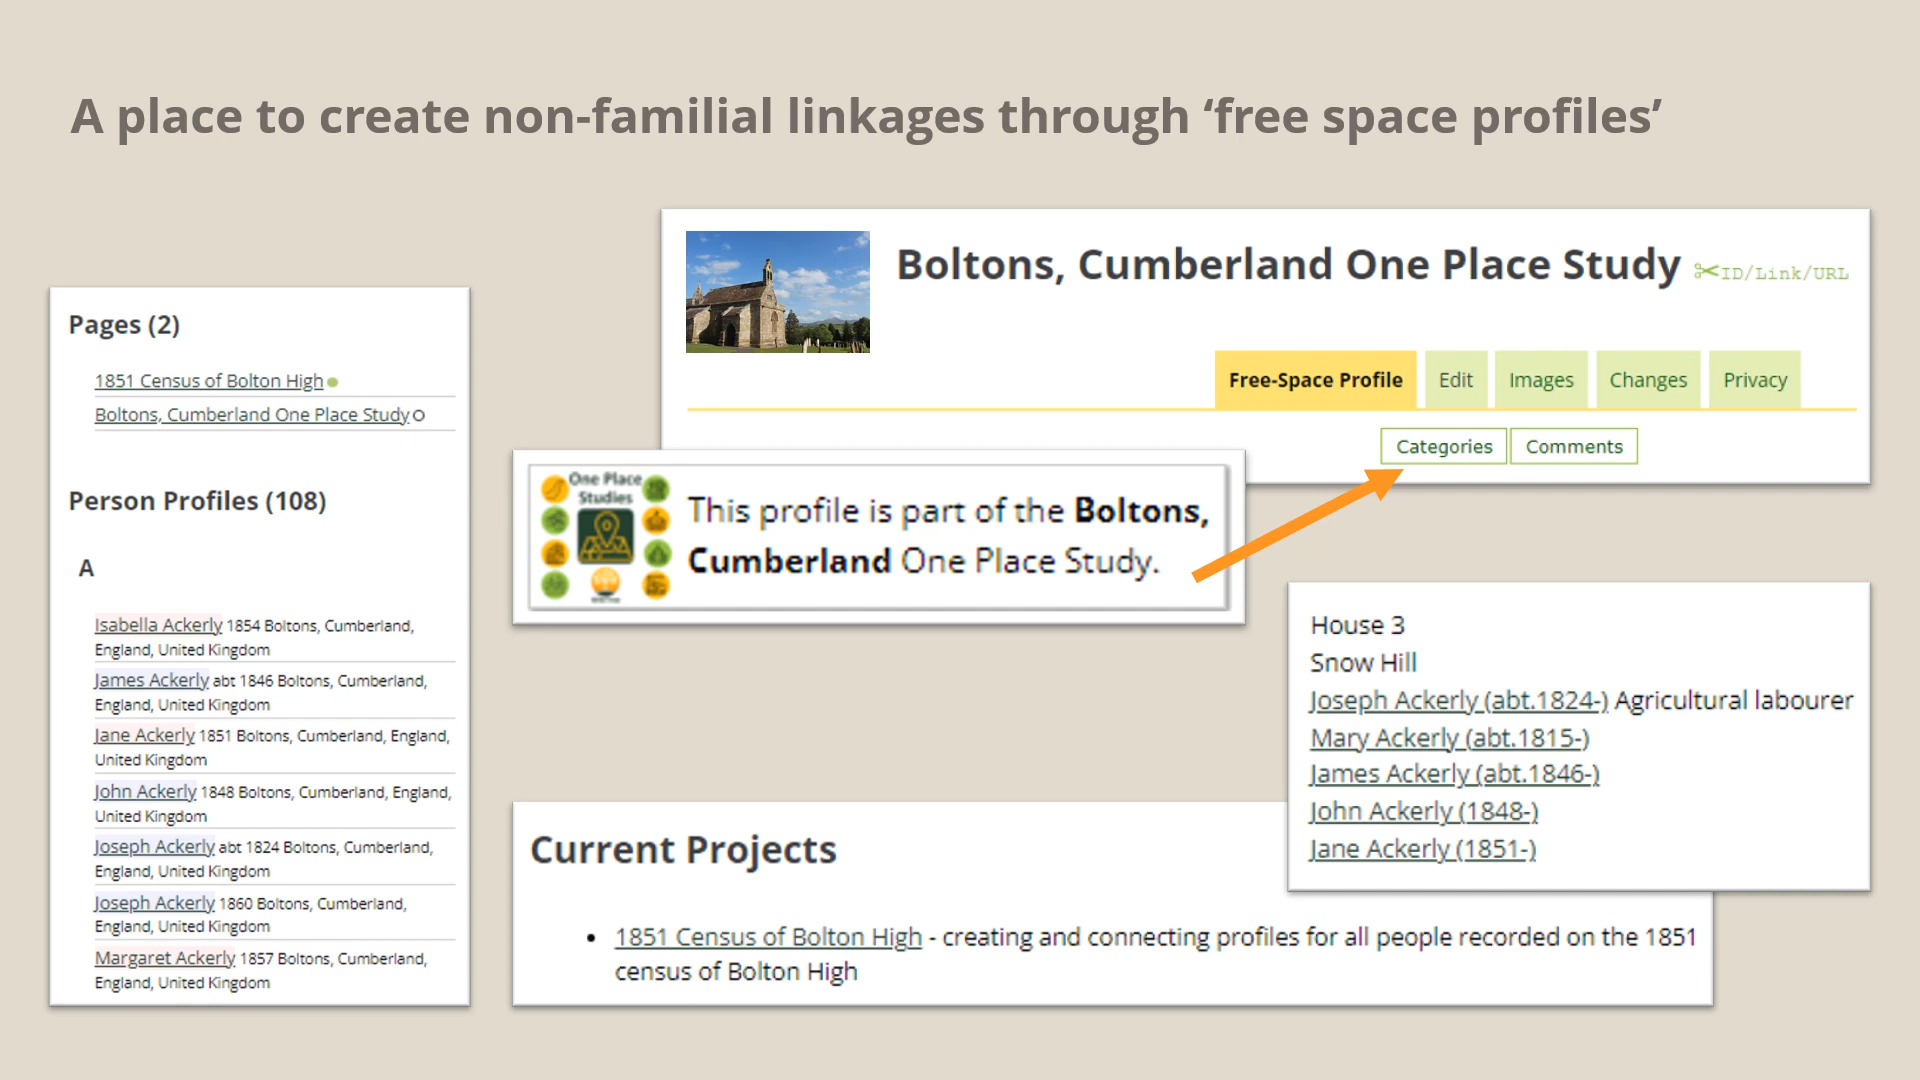 A place to create non-familial linkages through ‘free space profiles’
Pages (2)
1851 Census of Bolton High
Boltons, Cumberland One Place Study
Person Profiles (108)
A
Isabella Ackerly 1854 Boltons, Cumberland,
England, United Kingdom
James Ackerly abt 1846 Boltons, Cumberland,
England, United Kingdom
Jane Ackerly 1851 Boltons, Cumberland, England,
United Kingdom
John Ackerly 1848 Boltons, Cumberland, England,
United Kingdom
Joseph Ackerly abt 1824 Boltons, Cumberland,
England, United Kingdom
Joseph Ackerly 1860 Boltons, Cumberland,
England, United Kingdom
Margaret Ackerly 1857 Boltons, Cumberland,
England, United Kingdom
Boltons, Cumberland One Place Study ID/Link/URL
Free-Space Profile Edit Images Changes Privacy
Categories Comments
One Place
Studies
This profile is part of the Boltons,
Cumberland One Place Study.
House 3
Snow Hill
Joseph Ackerly (abt.1824-) Agricultural labourer
Mary Ackerly (abt.1815-)
James Ackerly (abt.1846-)
John Ackerly (1848-)
Jane Ackerly (1851-)
Current Projects
• 1851 Census of Bolton High - creating and connecting profiles for all people recorded on the 1851
census of Bolton High